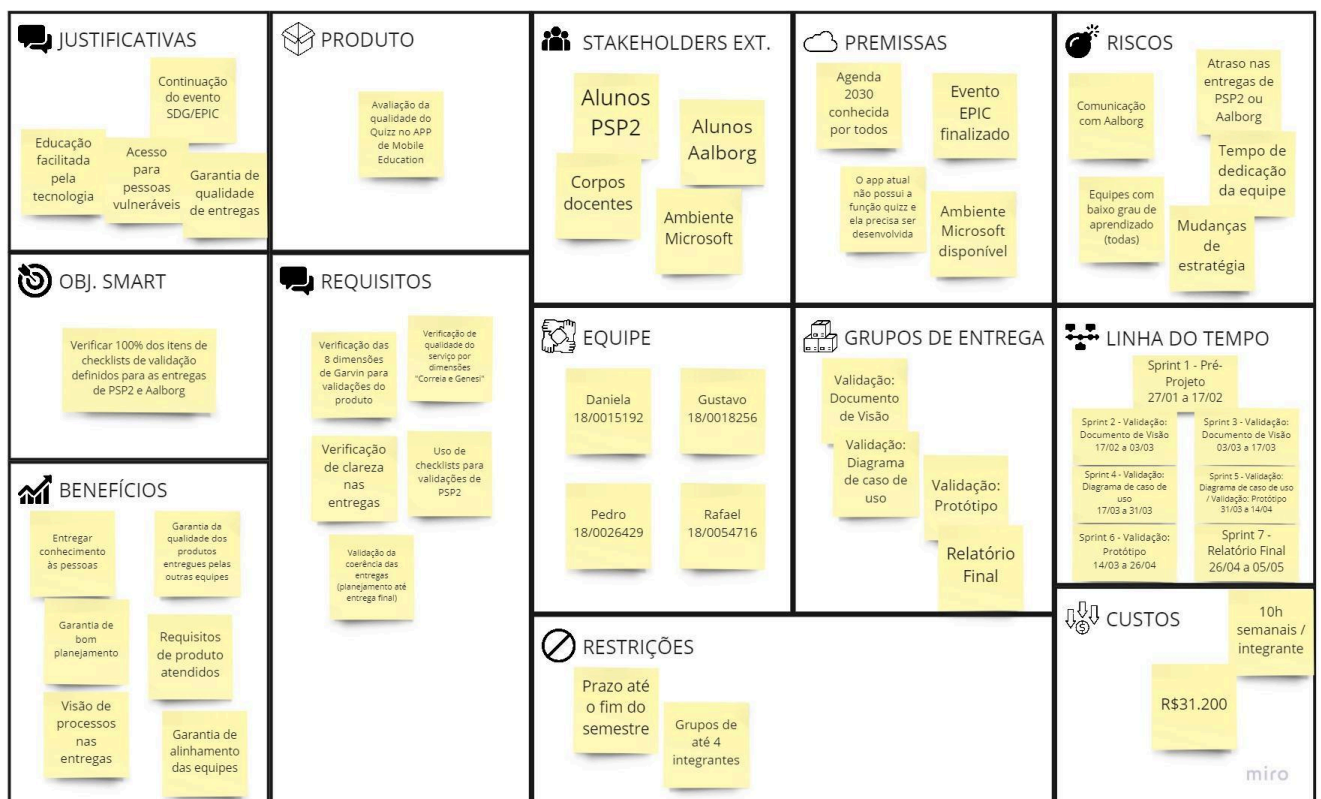 JUSTIFICATIVAS
Continuação
do evento
SDG/EPIC
Educação
facilitada
pela
tecnologia
Acesso
para
pessoas
vulneráveis
Garantia de
qualidade
de entregas
PRODUTO
Avaliação da
qualidade do
Quizz no APP
de Mobile
Education
STAKEHOLDERS EXT.
Alunos
PSP2
Alunos
Aalborg
Corpos
docentes
Ambiente
Microsoft
PREMISSAS
Agenda
2030
conhecida
por todos
Evento
EPIC
finalizado
O app atual
não possui a
função quizz e
ela precisa ser
desenvolvida
Ambiente
Microsoft
disponível
RISCOS
Comunicação
com Aalborg
Atraso nas
entregas de
PSP2 ou
Aalborg
Tempo de
dedicação
da equipe
Equipes com
baixo grau de
aprendizado
(todas)
Mudanças
de
estratégia
OBJ. SMART
Verificar 100% dos itens de
checklists de validação
definidos para as entregas
de PSP2 e Aalborg
REQUISITOS
Verificação das
8 dimensões
de Garvin para
validações do
produto
Verificação de
qualidade do
serviço por
dimensões
"Correia e Genesi"
Verificação
de clareza
nas
entregas
Uso de
checklists para
validações de
PSP2
Validação da
coerência das
entregas
(planejamento até
entrega final)
EQUIPE
Daniela
18/0015192
Gustavo
18/0018256
Pedro
18/0026429
Rafael
18/0054716
GRUPOS DE ENTREGA
Validação:
Documento
de Visão
Validação:
Diagrama
de caso de
uso
Validação:
Protótipo
Relatório
Final
LINHA DO TEMPO
Sprint 1 - Pré-
Projeto
27/01 a 17/02
Sprint 2 - Validação:
Documento de Visão
17/02 a 03/03
Sprint 3 - Validação:
Documento de Visão
03/03 a 17/03
Sprint 4 - Validação:
Diagrama de caso de
uso
17/03 a 31/03
Sprint 5 - Validação:
Diagrama de caso de uso
/ Validação: Protótipo
31/03 a 14/04
Sprint 6 - Validação:
Protótipo
14/03 a 26/04
Sprint 7 -
Relatório Final
26/04 a 05/05
BENEFÍCIOS
Entregar
conhecimento
às pessoas
Garantia da
qualidade dos
produtos
entregues pelas
outras equipes
Garantia de
bom
planejamento
Requisitos
de produto
atendidos
Visão de
processos
nas
entregas
Garantia de
alinhamento
das equipes
RESTRIÇÕES
Prazo até
o fim do
semestre
Grupos de
até 4
integrantes
CUSTOS
10h
semanais /
integrante
R$31.200
miro